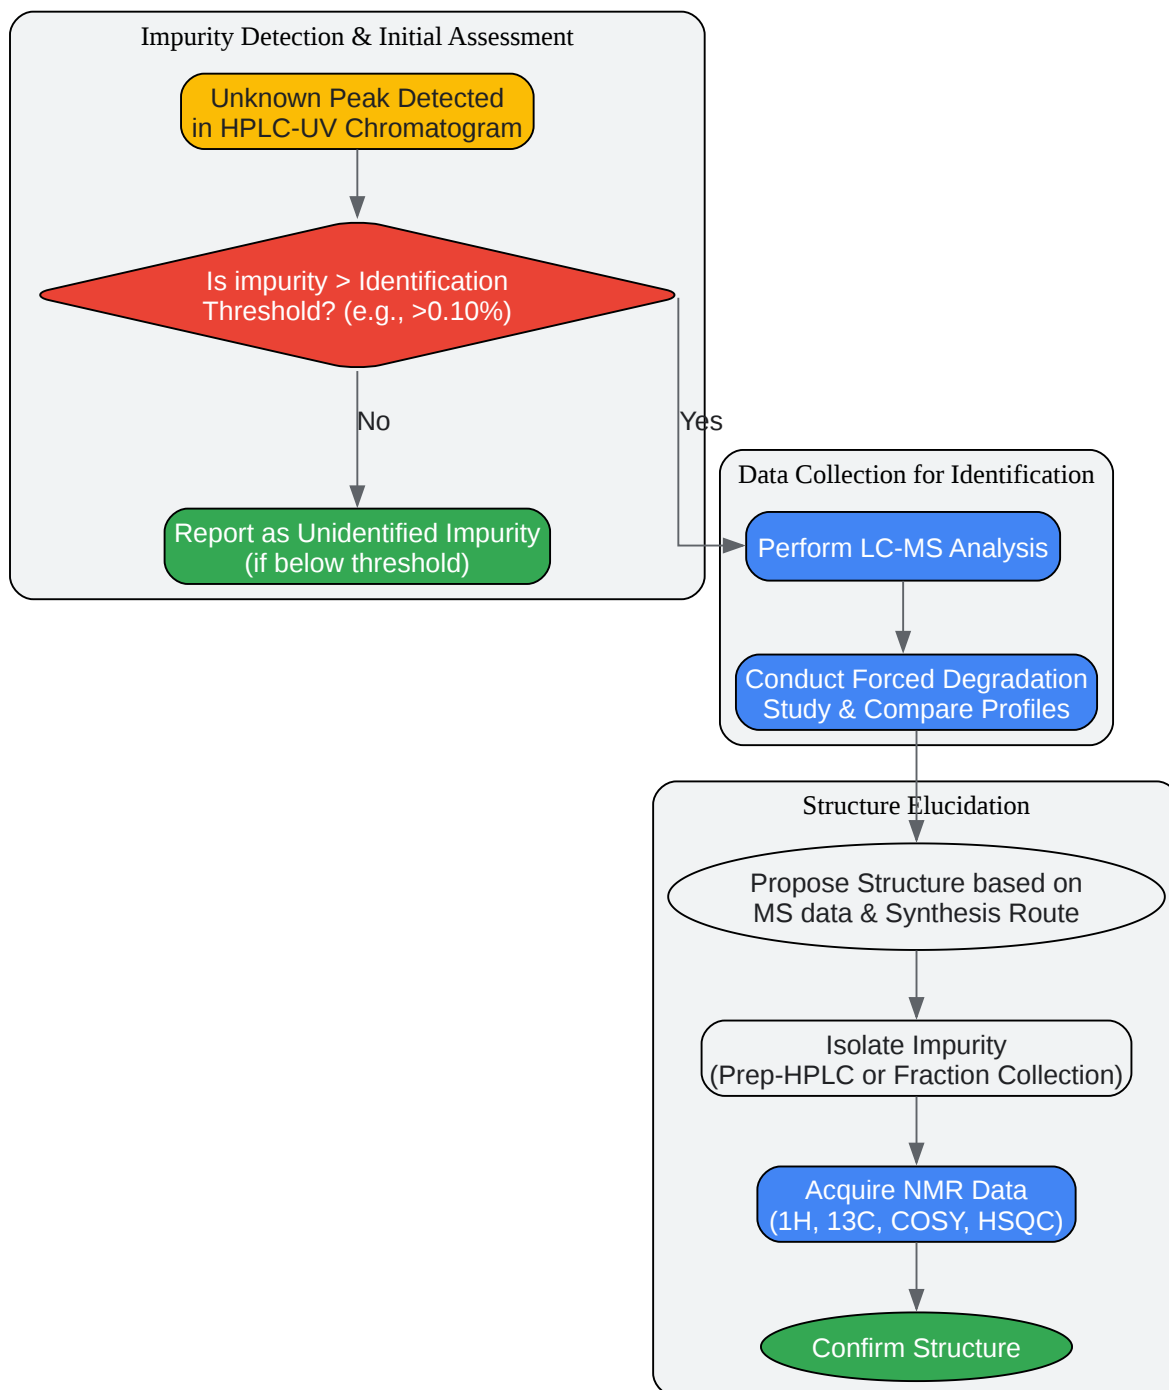 Impurity Detection & Initial Assessment
Unknown Peak Detected
in HPLC-UV Chromatogram
Is impurity > Identification
Threshold? (e.g., >0.10%)
No
Yes
Report as Unidentified Impurity
(if below threshold)
Data Collection for Identification
Perform LC-MS Analysis
Conduct Forced Degradation
Study & Compare Profiles
Structure Elucidation
Propose Structure based on
MS data & Synthesis Route
Isolate Impurity
(Prep-HPLC or Fraction Collection)
Acquire NMR Data
(1H, 13C, COSY, HSQC)
Confirm Structure